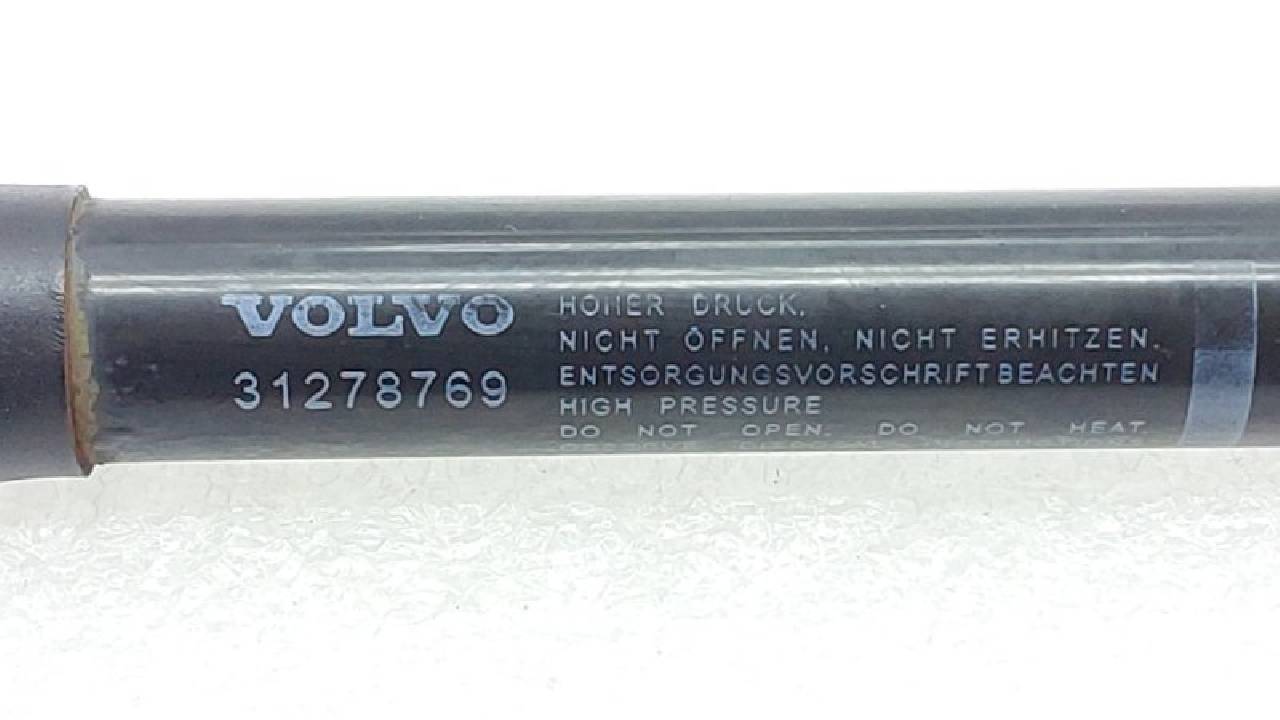 VOLVO
31278769
HOHER DRUCK.
NICHT ÖFFNEN, NICHT ERHITZEN.
ENTSORGUNGSVORSCHRIFT BEACHTEN
HIGH PRESSURE
DO NOT OPEN. DO NOT HEAT.